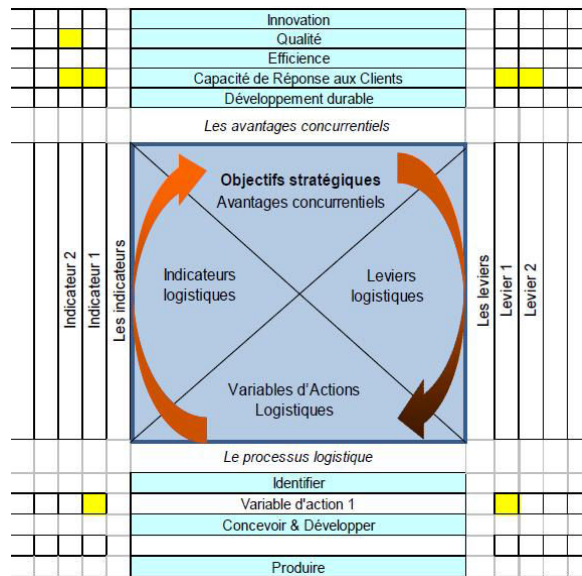 Innovation
Qualité
Efficience
Capacité de Réponse aux Clients
Développement durable
Les avantages concurrentiels
Indicateur 2
Indicateur 1
Les indicateurs
Objectifs stratégiques
Avantages concurrentiels
Indicateurs
logistiques
Leviers
logistiques
Variables d'Actions
Logistiques
Les leviers
Levier 1
Levier 2
Le processus logistique
Identifier
Variable d'action 1
Concevoir & Développer
Produire